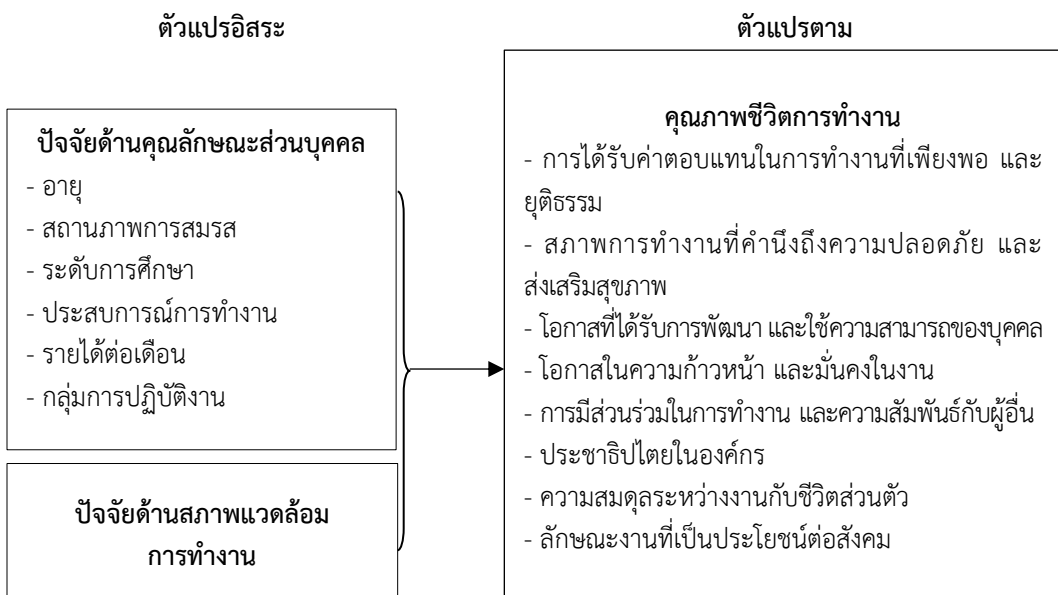 ตัวแปรอิสระ
ตัวแปรตาม
ปัจจัยด้านคุณลักษณะส่วนบุคคล
- อายุ
- สถานภาพการสมรส
- ระดับการศึกษา
- ประสบการณ์การทำงาน
- รายได้ต่อเดือน
- กลุ่มการปฏิบัติงาน
ปัจจัยด้านสภาพแวดล้อม
การทำงาน
คุณภาพชีวิตการทำงาน
- การได้รับค่าตอบแทนในการทำงานที่เพียงพอ และ
ยุติธรรม
- สภาพการทำงานที่คำนึงถึงความปลอดภัย และ
ส่งเสริมสุขภาพ
- โอกาสที่ได้รับการพัฒนา และใช้ความสามารถของบุคคล
- โอกาสในความก้าวหน้า และมั่นคงในงาน
- การมีส่วนร่วมในการทำงาน และความสัมพันธ์กับผู้อื่น
- ประชาธิปไตยในองค์กร
- ความสมดุลระหว่างงานกับชีวิตส่วนตัว
- ลักษณะงานที่เป็นประโยชน์ต่อสังคม